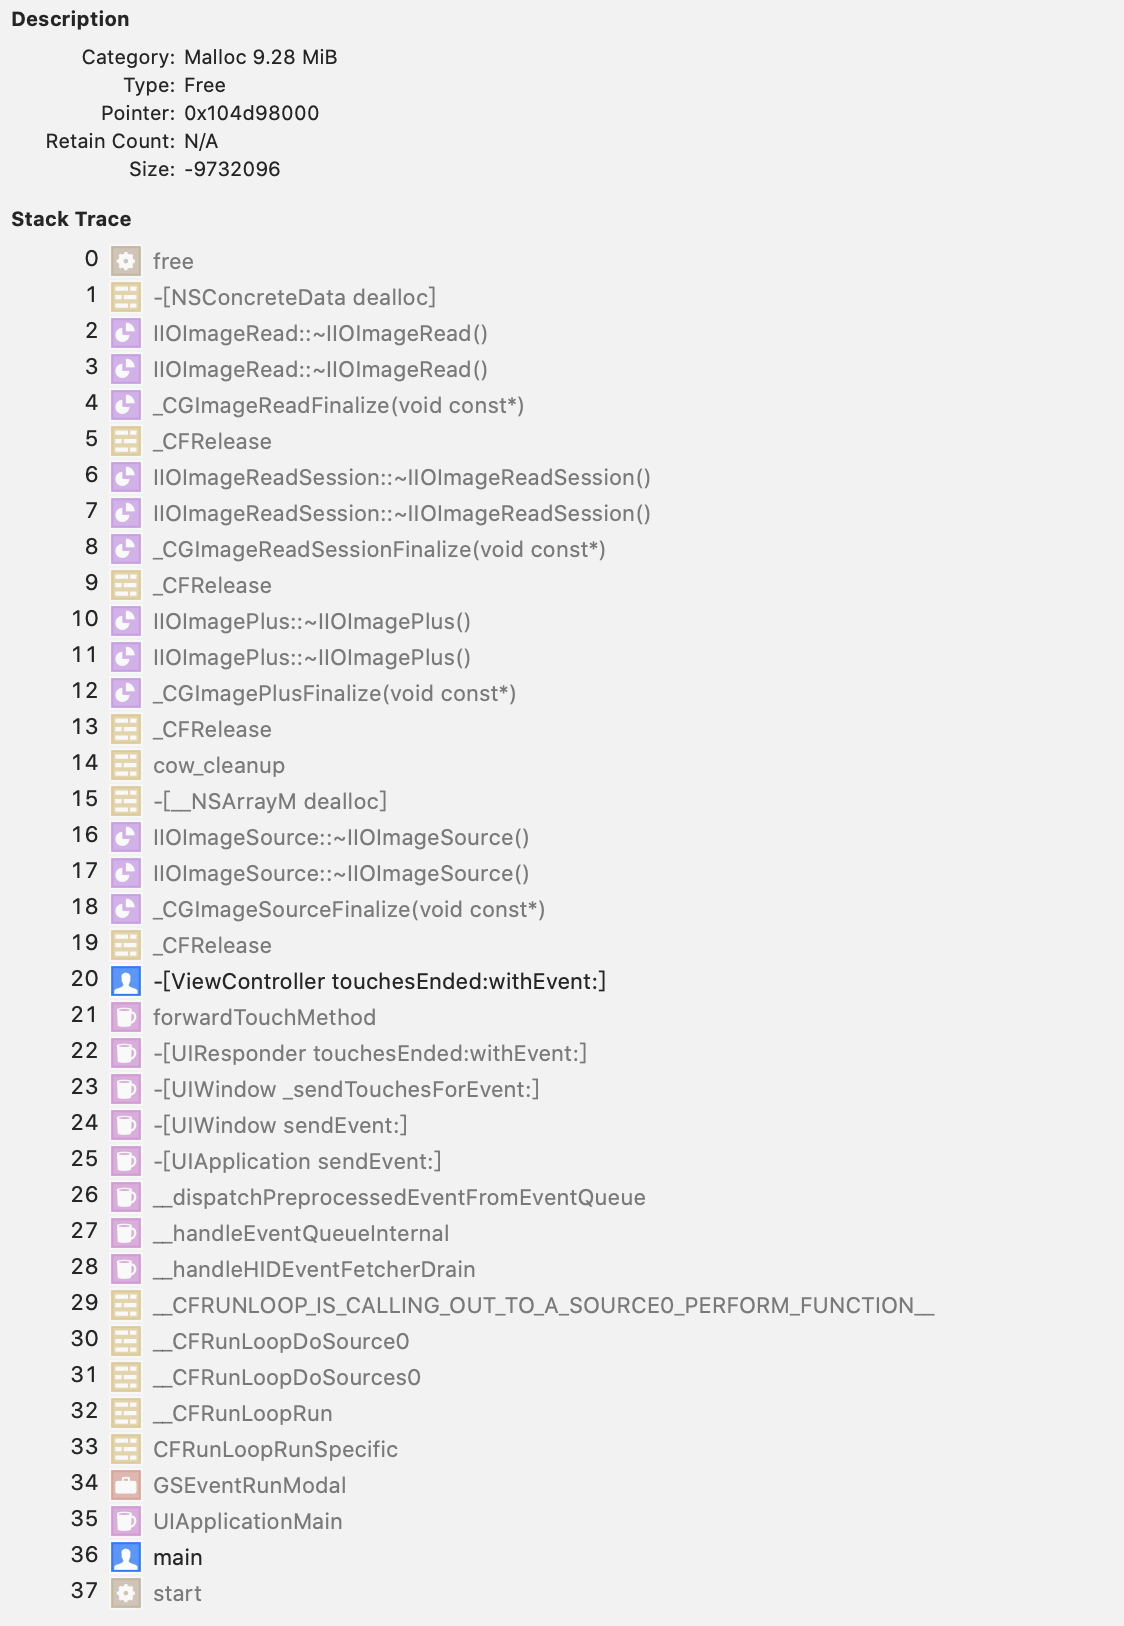 Description
Category: Malloc 9.28 MiB
Type: Free
Pointer: 0x104d98000
Retain Count: N/A
Size: -9732096
Stack Trace
0 free
1 -[NSConcreteData dealloc]
2 IIOImageRead::~IIOImageRead()
3 IIOImageRead::~IIOImageRead()
4 _CGImageReadFinalize(void const*)
5 _CFRelease
6 IIOImageReadSession::~IIOImageReadSession()
7 IIOImageReadSession::~IIOImageReadSession()
8 _CGImageReadSessionFinalize(void const*)
9 _CFRelease
10 IIOImagePlus::~IIOImagePlus()
11 IIOImagePlus::~IIOImagePlus()
12 _CGImagePlusFinalize(void const*)
13 _CFRelease
14 cow_cleanup
15 -[__NSArrayM dealloc]
16 IIOImageSource::~IIOImageSource()
17 IIOImageSource::~IIOImageSource()
18 _CGImageSourceFinalize(void const*)
19 _CFRelease
20 -[ViewController touchesEnded:withEvent:]
21 forwardTouchMethod
22 -[UIResponder touchesEnded:withEvent:]
23 -[UIWindow _sendTouchesForEvent:]
24 -[UIWindow sendEvent:]
25 -[UIApplication sendEvent:]
26 __dispatchPreprocessedEventFromEventQueue
27 __handleEventQueueInternal
28 __handleHIDEventFetcherDrain
29 __CFRUNLOOP_IS_CALLING_OUT_TO_A_SOURCE0_PERFORM_FUNCTION__
30 __CFRunLoopDoSource0
31 __CFRunLoopDoSources0
32 __CFRunLoopRun
33 CFRunLoopRunSpecific
34 GSEventRunModal
35 UIApplicationMain
36 main
37 start